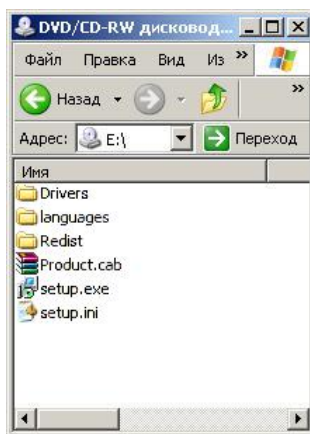 DVD/CD-RW дисковод...
Файл Правка Вид Из »
Назад »
Адрес: E:\ Переход
Имя
Drivers
languages
Redist
Product.cab
setup.exe
setup.ini